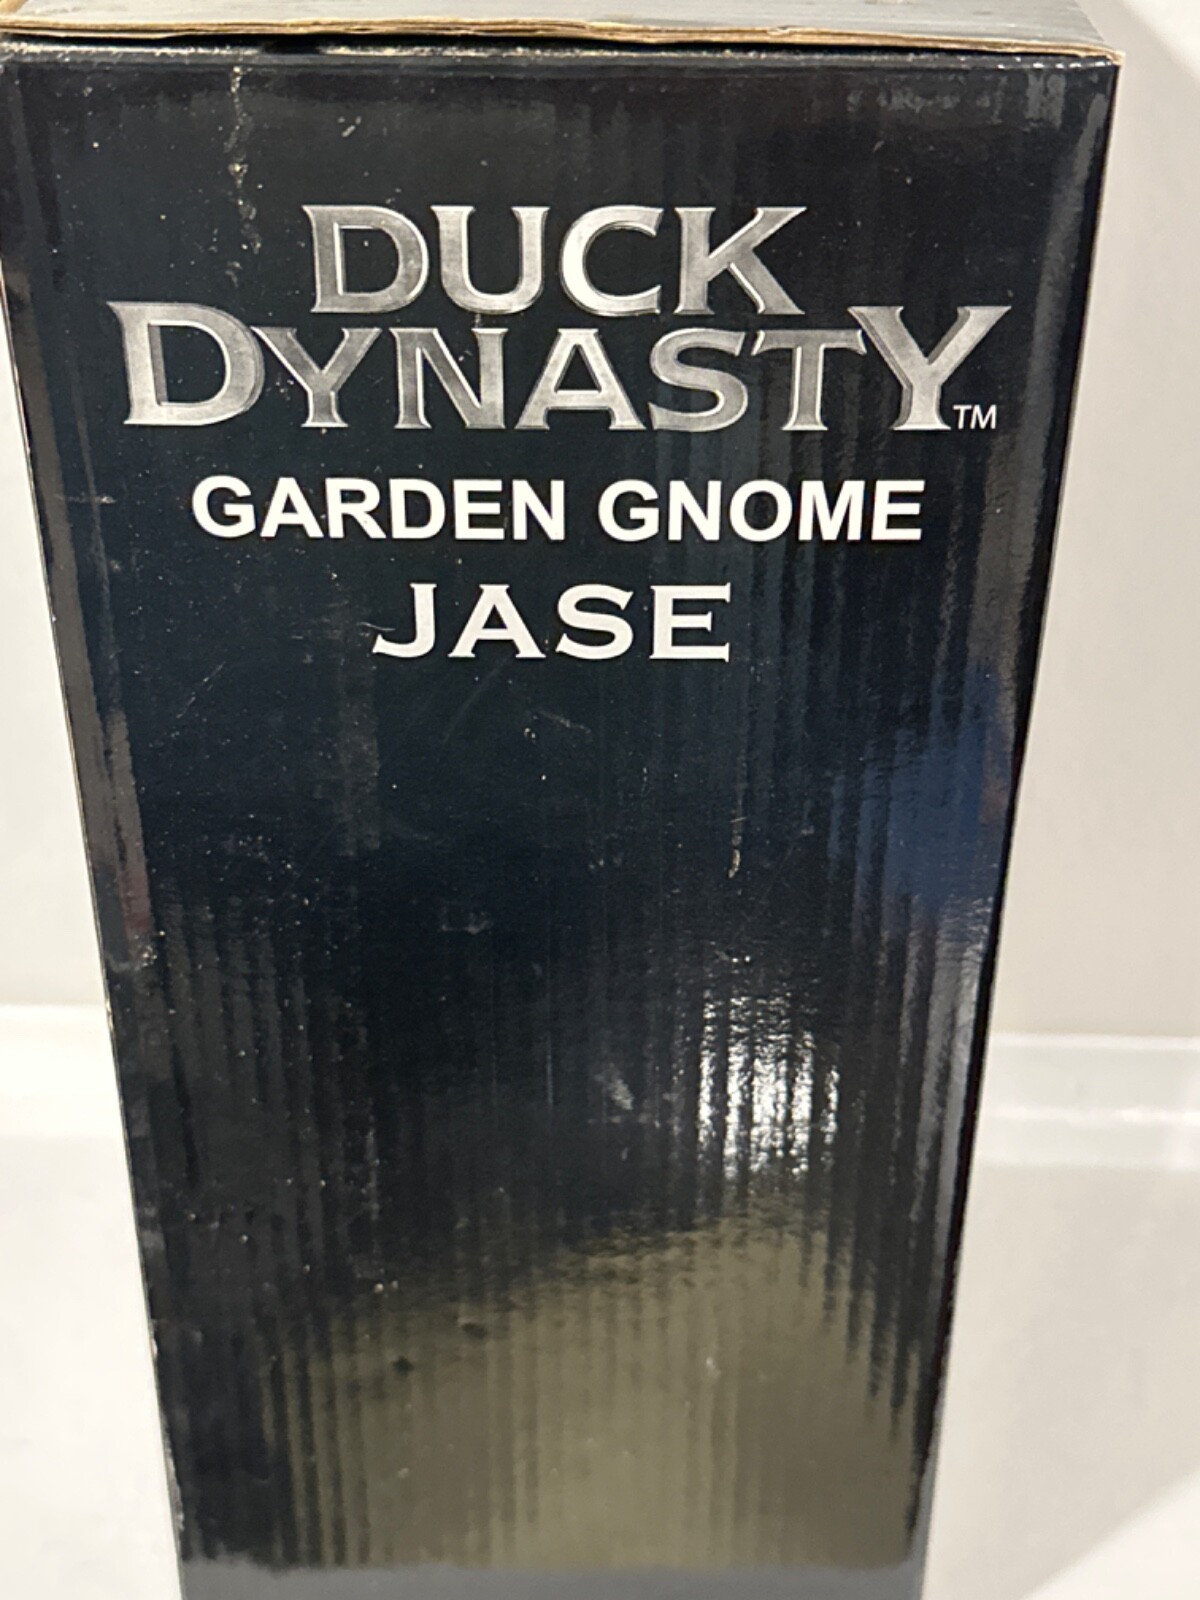 DUCK
DYNASTY™
GARDEN GNOME
JASE